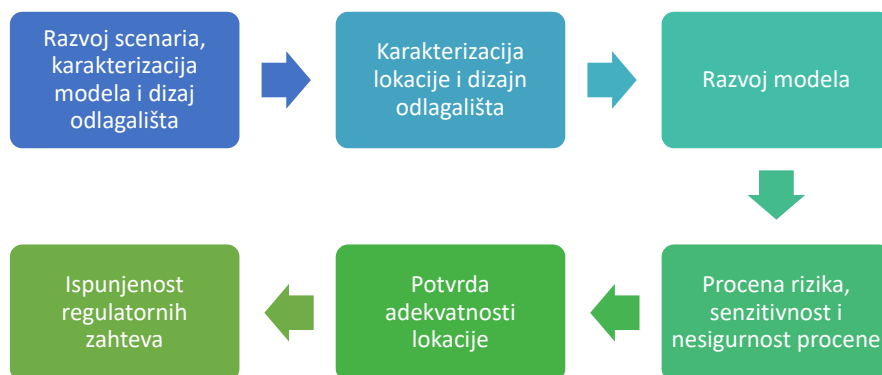 Razvoj scenaria,
karakterizacija
modela i dizaj
odlagališta
Karakterizacija
lokacije i dizajn
odlagališta
Razvoj modela
Procena rizika,
senzitivnost i
nesigurnost procene
Potvrda
adekvatnosti
lokacije
Ispunjenost
regulatornih
zahteva